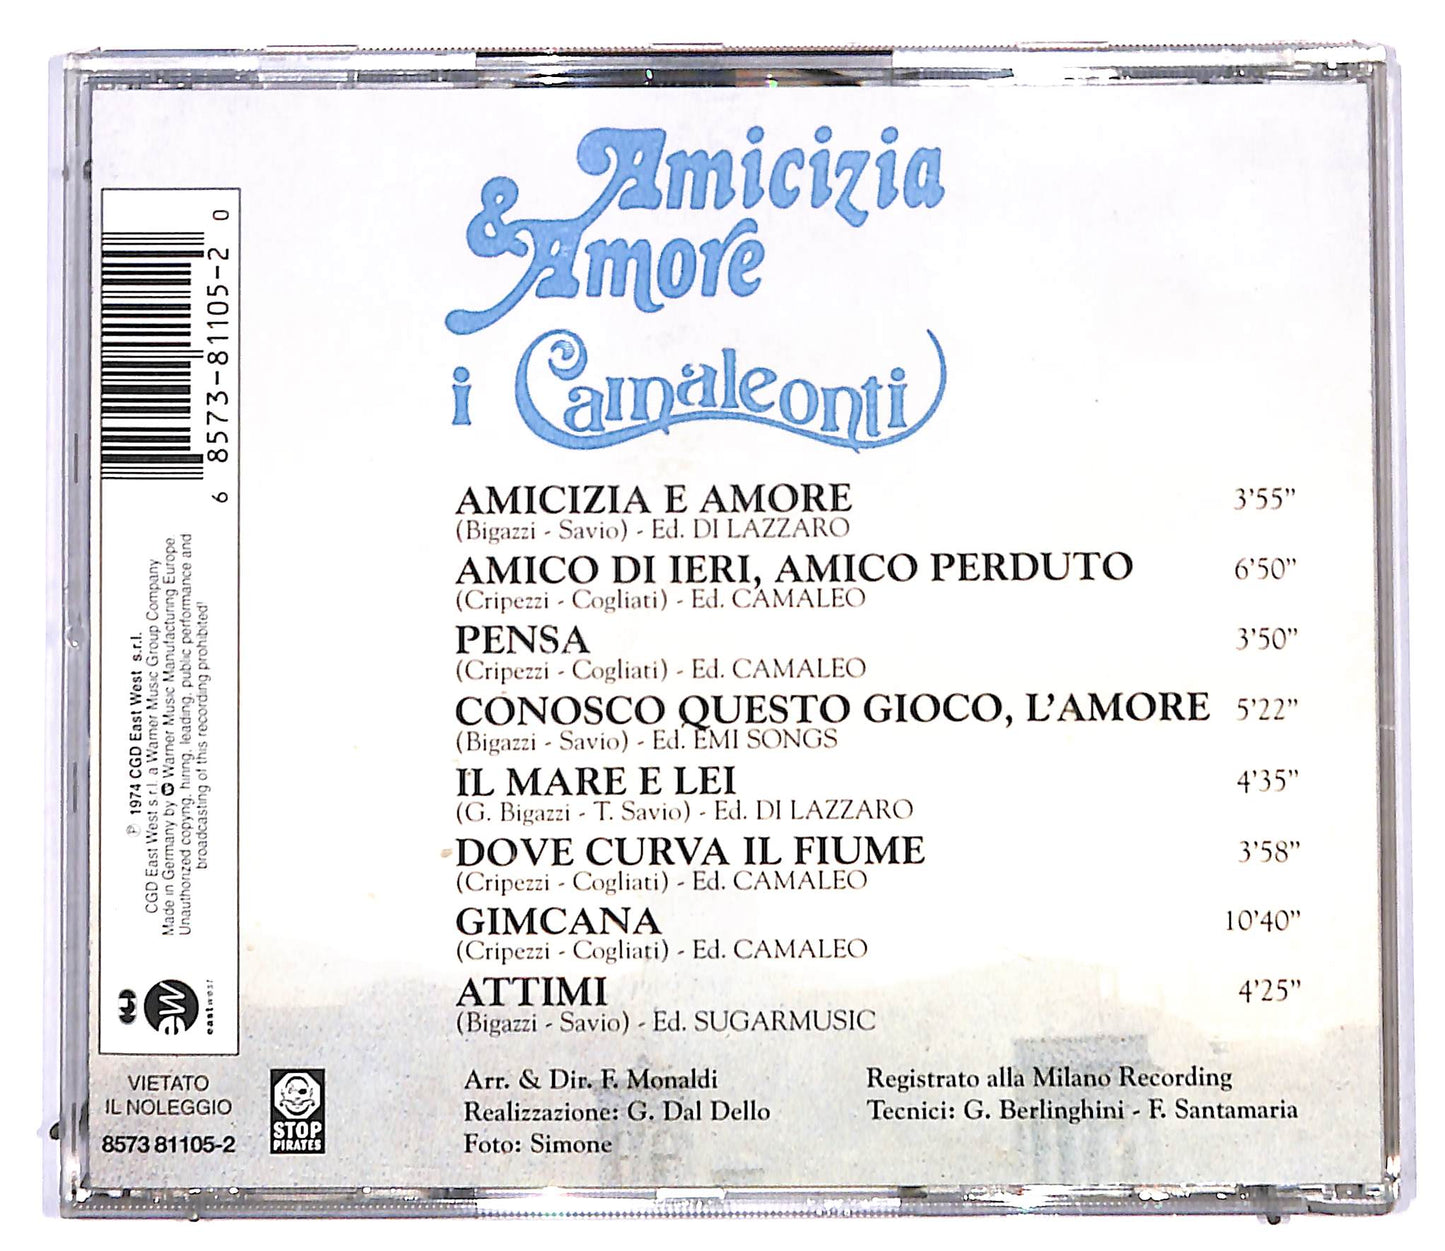 Amicizia
& Amore
i Camaleonti
AMICIZIA E AMORE 3'55"
(Bigazzi - Savio) - Ed. DI LAZZARO
AMICO DI IERI, AMICO PERDUTO 6'50"
(Cripezzi - Cogliati) - Ed. CAMALEO
PENSA 3'50"
(Cripezzi - Cogliati) - Ed. CAMALEO
CONOSCO QUESTO GIOCO, L'AMORE 5'22"
(Bigazzi - Savio) - Ed. EMI SONGS
IL MARE E LEI 4'35"
(G. Bigazzi - T. Savio) - Ed. DI LAZZARO
DOVE CURVA IL FIUME 3'58"
(Cripezzi - Cogliati) - Ed. CAMALEO
GIMCANA 10'40"
(Cripezzi - Cogliati) - Ed. CAMALEO
ATTIMI 4'25"
(Bigazzi - Savio) - Ed. SUGARMUSIC
Arr. & Dir. F. Monaldi
Realizzazione: G. Dal Dello
Foto: Simone
Registrato alla Milano Recording
Tecnici: G. Berlinghini - F. Santamaria
6 85738-81105-2 0
℗ 1974 CGD East West s.r.l.
CGD East West s.r.l. a Warner Music Group Company
Made in Germany by Warner Music Manufacturing Europe.
Unauthorized copyng, hiring, leading, public performance and
broadcasting of this recording prohibited!
ew
eastwest
VIETATO
IL NOLEGGIO
8573 81105-2
STOP
PIRATES